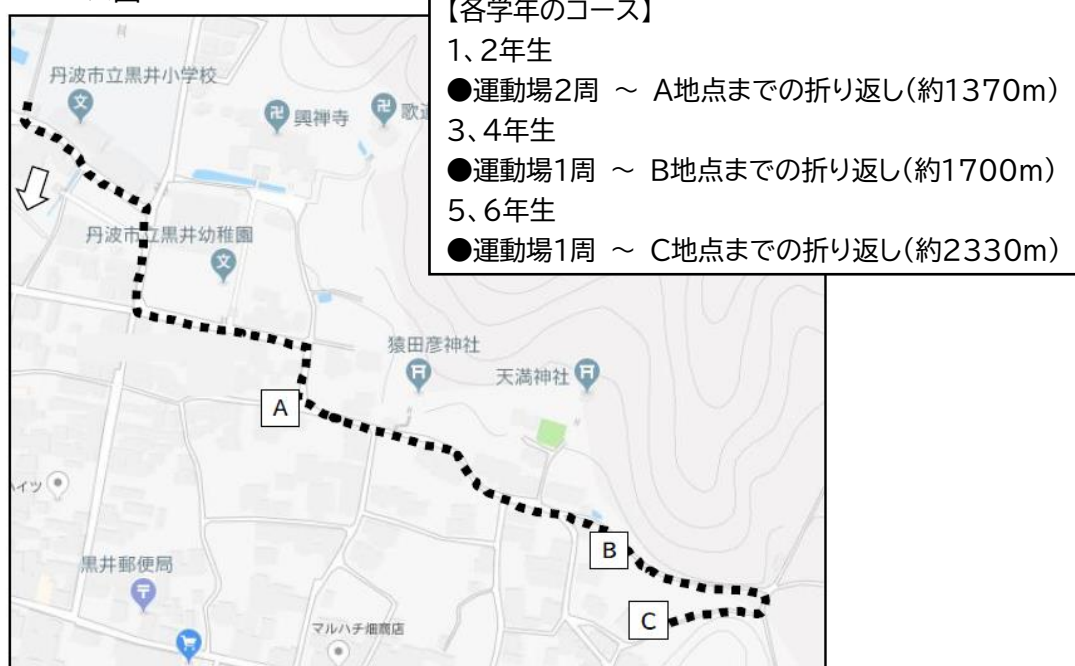 【各学年のコース】
1、2年生
●運動場2周 ～ A地点までの折り返し(約1370m)
3、4年生
●運動場1周 ～ B地点までの折り返し(約1700m)
5、6年生
●運動場1周 ～ C地点までの折り返し(約2330m)
丹波市立黒井小学校
興禅寺
丹波市立黒井幼稚園
猿田彦神社
天満神社
A
B
黒井郵便局
C
マルハチ畑商店